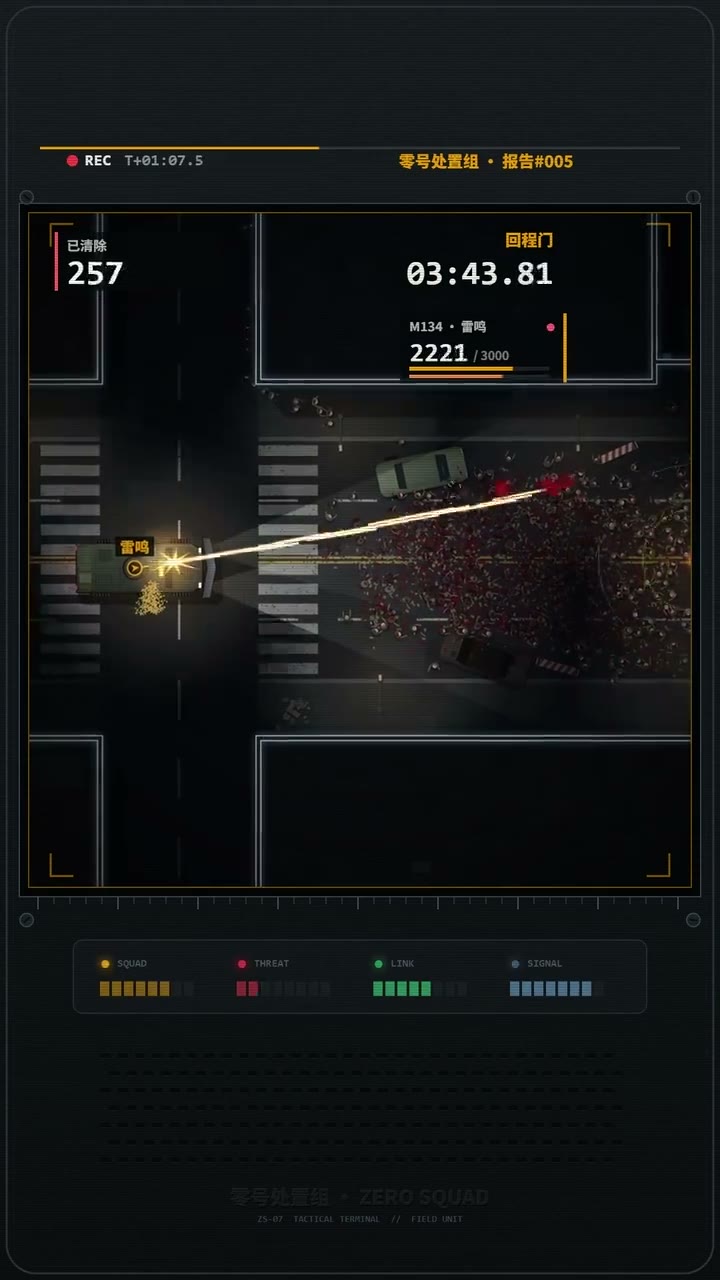 REC T+01:07.5
零号处置组 • 报告#005
已清除
257
回程门
03:43.81
M134 • 雷鸣
2221 / 3000
雷鸣
SQUAD
THREAT
LINK
SIGNAL
零号处置组 • ZERO SQUAD
ZS-07 TACTICAL TERMINAL // FIELD UNIT